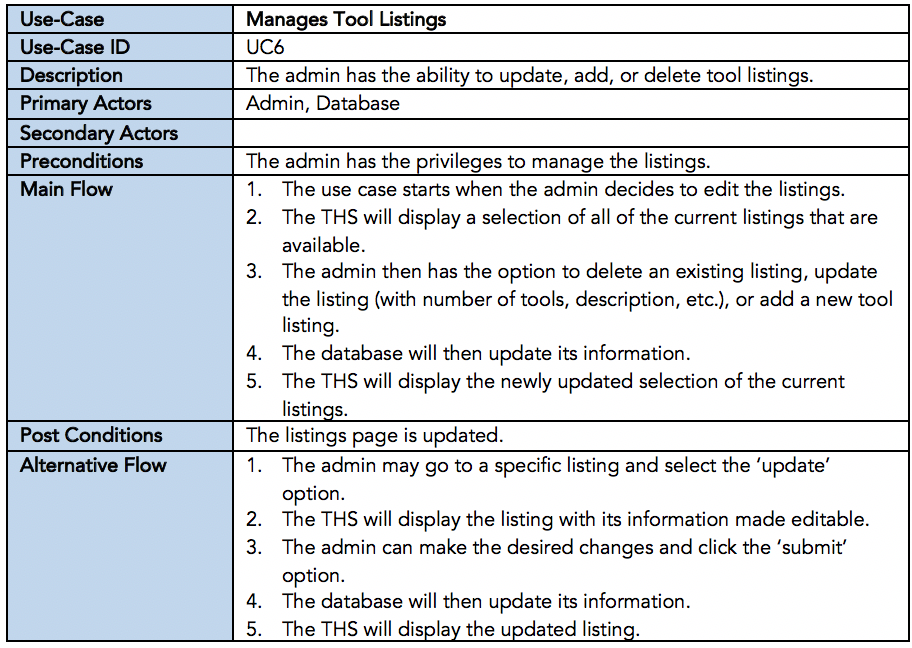 Use-Case Manages Tool Listings
Use-Case ID UC6
Description The admin has the ability to update, add, or delete tool listings.
Primary Actors Admin, Database
Secondary Actors
Preconditions The admin has the privileges to manage the listings.
Main Flow 1. The use case starts when the admin decides to edit the listings.
2. The THS will display a selection of all of the current listings that are
available.
3. The admin then has the option to delete an existing listing, update
the listing (with number of tools, description, etc.), or add a new tool
listing.
4. The database will then update its information.
5. The THS will display the newly updated selection of the current
listings.
Post Conditions The listings page is updated.
Alternative Flow 1. The admin may go to a specific listing and select the ‘update’
option.
2. The THS will display the listing with its information made editable.
3. The admin can make the desired changes and click the ‘submit’
option.
4. The database will then update its information.
5. The THS will display the updated listing.